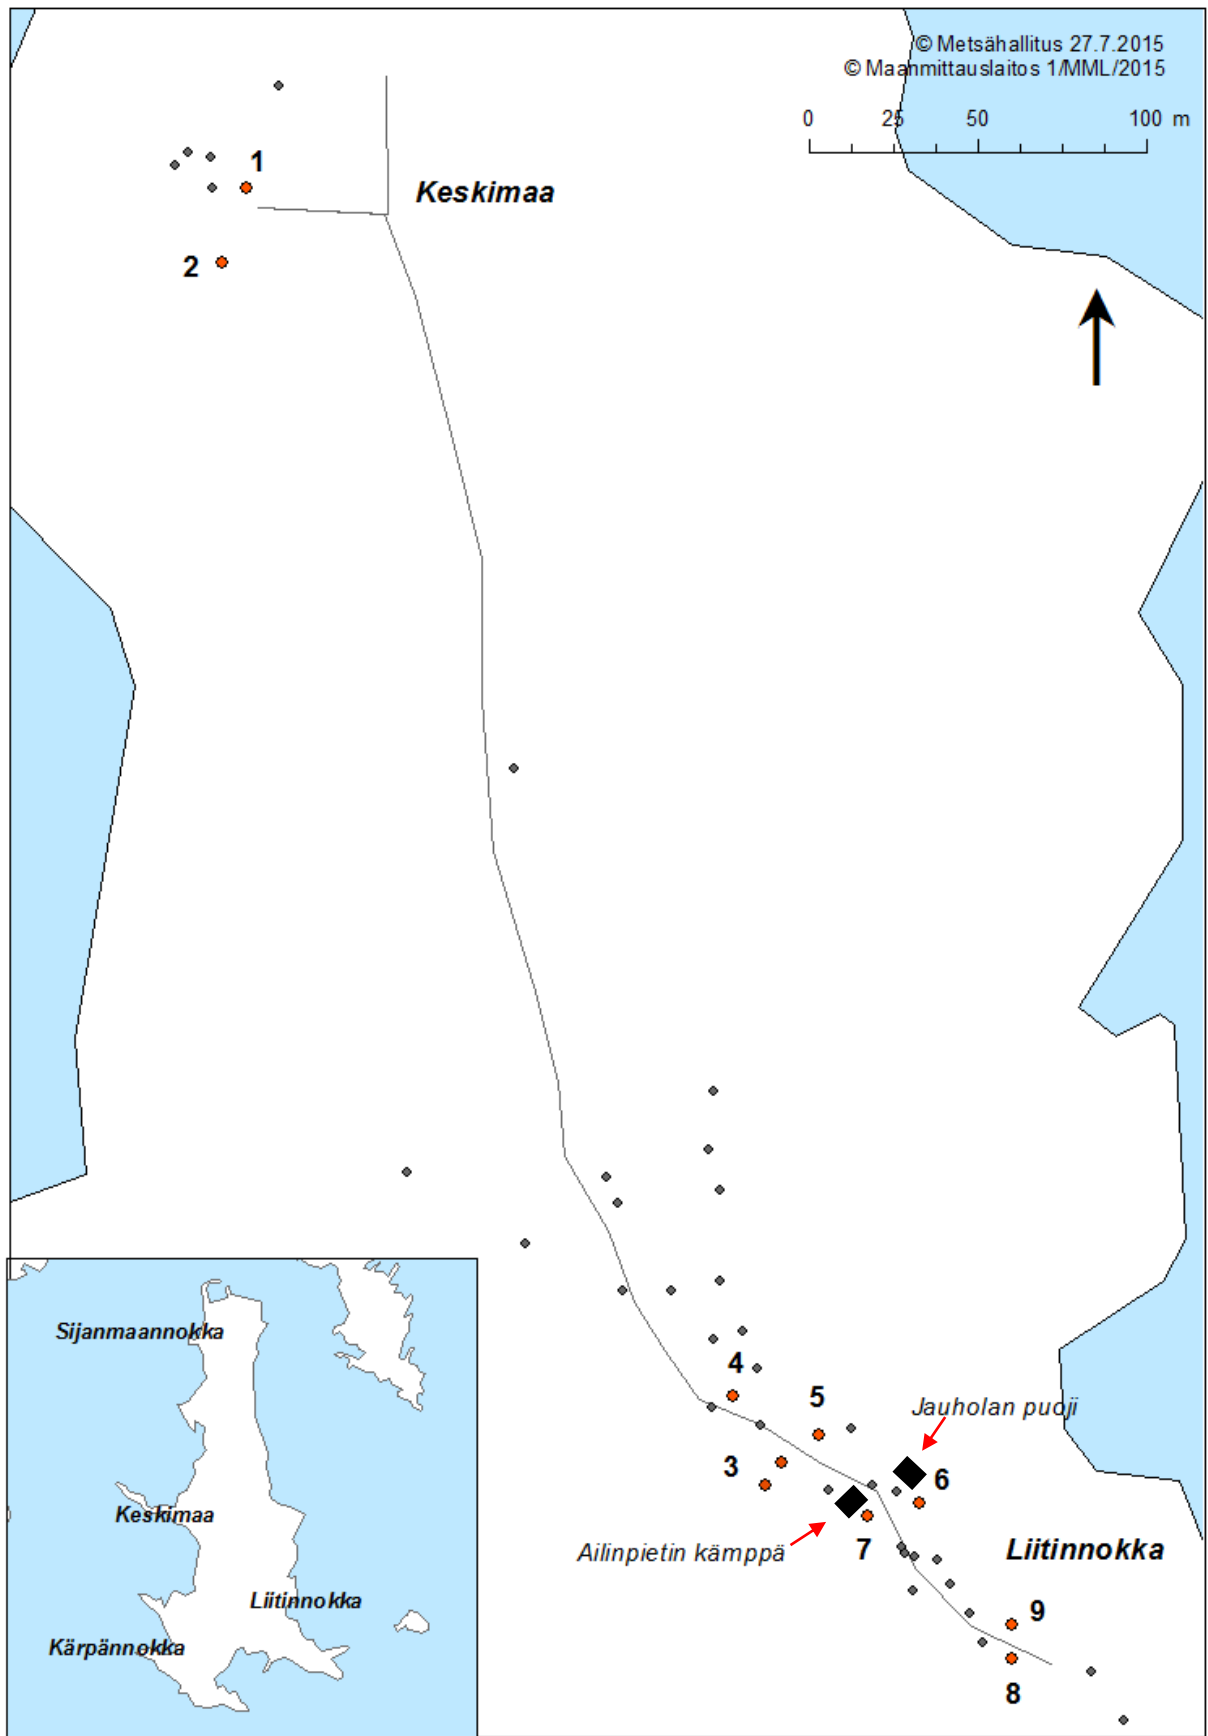 © Metsähallitus 27.7.2015
© Maanmittauslaitos 1/MML/2015
0 25 50 100 m
1
Keskimaa
2
4
5
Jauholan puoji
3
6
Ailinpietin kämppä
7
Liitinnokka
9
8
Sijanmaannokka
Keskimaa
Liitinnokka
Kärpännokka